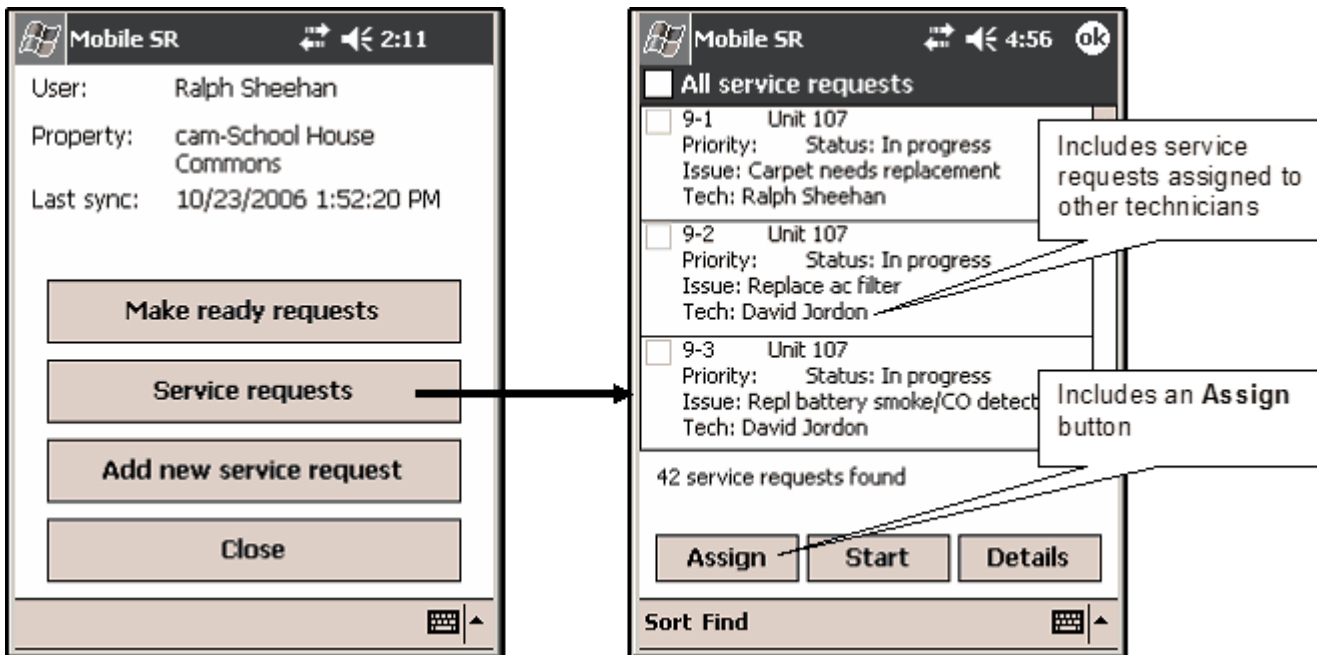 Mobile SR 2:11
User: Ralph Sheehan
Property: cam-School House
Commons
Last sync: 10/23/2006 1:52:20 PM
Make ready requests
Service requests
Add new service request
Close
Mobile SR 4:56 ok
All service requests
9-1 Unit 107
Priority: Status: In progress
Issue: Carpet needs replacement
Tech: Ralph Sheehan
9-2 Unit 107
Priority: Status: In progress
Issue: Replace ac filter
Tech: David Jordon
9-3 Unit 107
Priority: Status: In progress
Issue: Repl battery smoke/CO detect
Tech: David Jordon
42 service requests found
Assign Start Details
Sort Find
Includes service
requests assigned to
other technicians
Includes an Assign
button